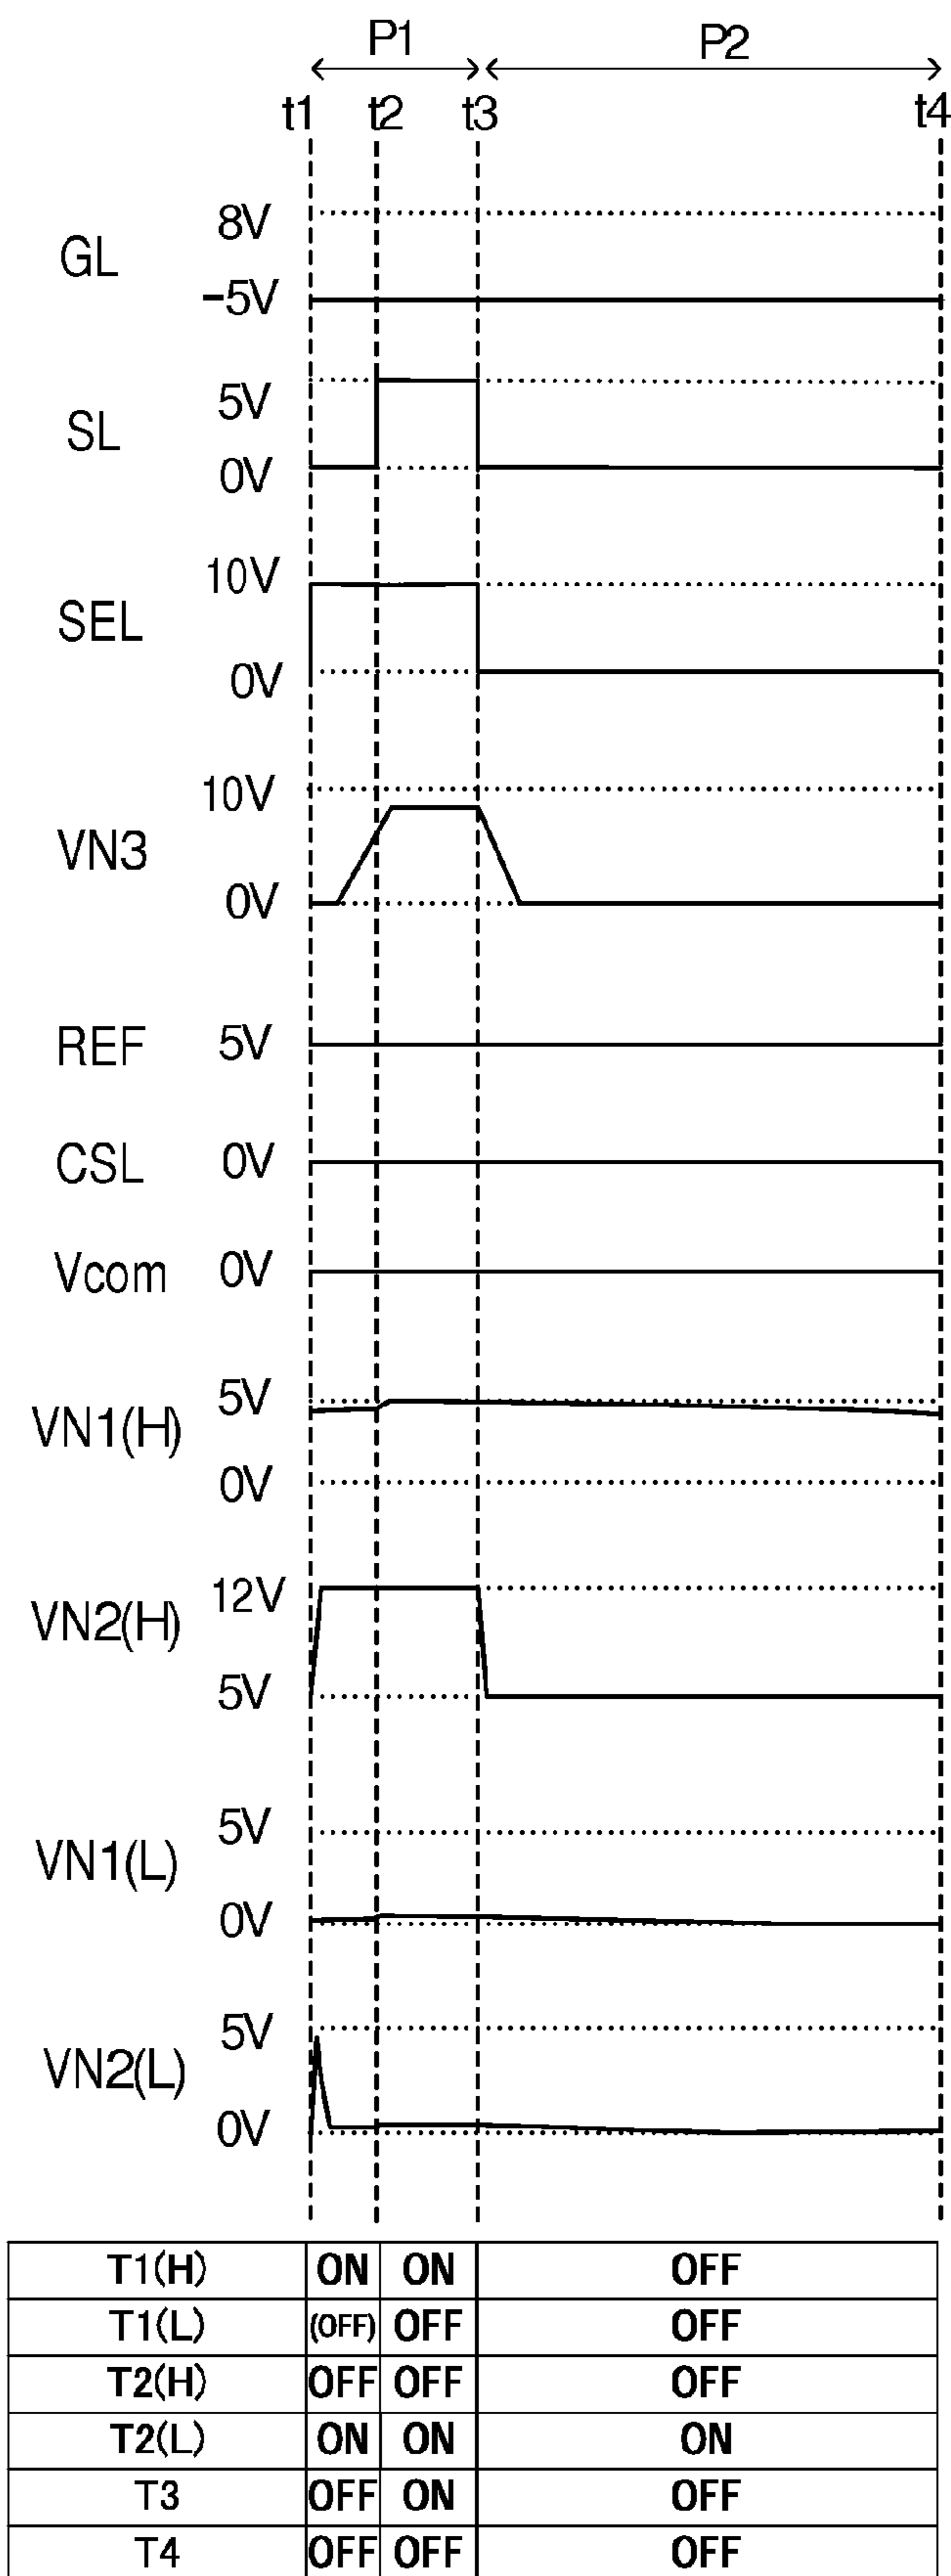 P1 P2
t1 t2 t3 t4
GL 8V
-5V
SL 5V
0V
SEL 10V
0V
VN3 10V
0V
REF 5V
CSL 0V
Vcom 0V
VN1(H) 5V
0V
VN2(H) 12V
5V
VN1(L) 5V
0V
VN2(L) 5V
0V
T1(H) ON ON OFF
T1(L) (OFF) OFF OFF
T2(H) OFF OFF OFF
T2(L) ON ON ON
T3 OFF ON OFF
T4 OFF OFF OFF